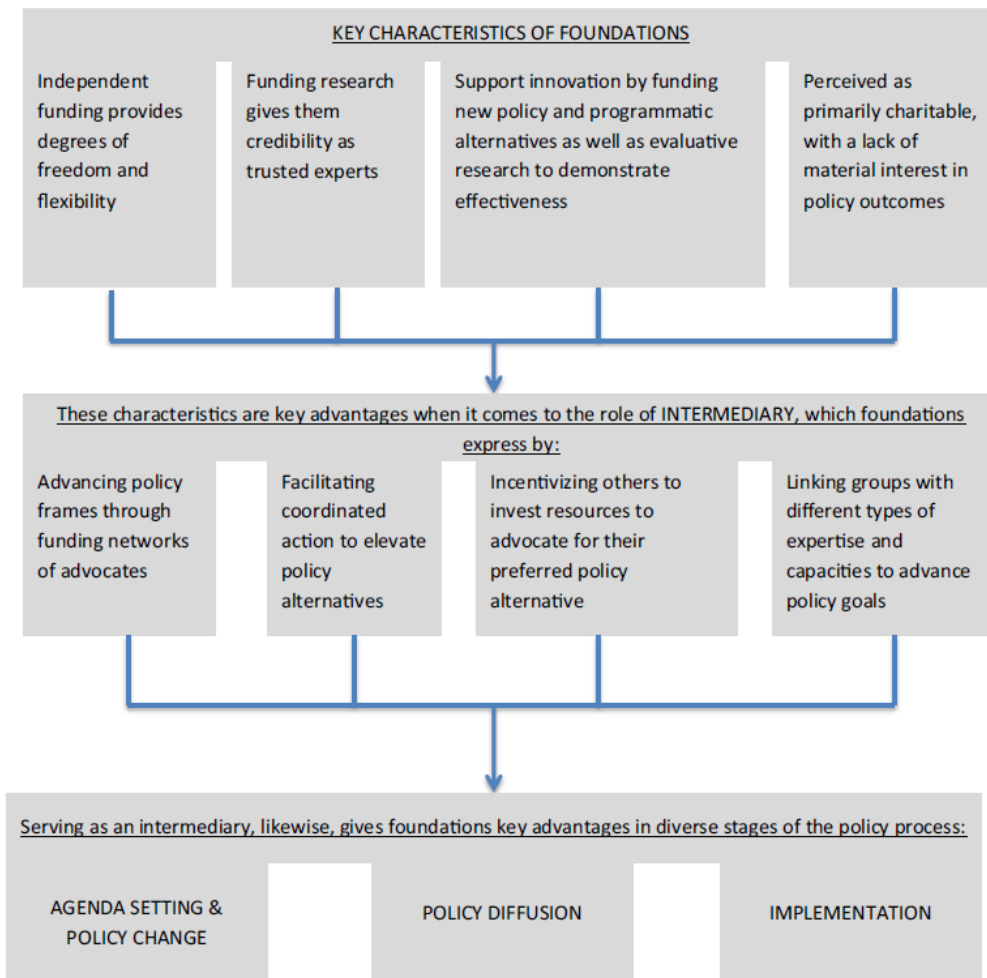 KEY CHARACTERISTICS OF FOUNDATIONS
Independent
funding provides
degrees of
freedom and
flexibility
Funding research
gives them
credibility as
trusted experts
Support innovation by funding
new policy and programmatic
alternatives as well as evaluative
research to demonstrate
effectiveness
Perceived as
primarily charitable,
with a lack of
material interest in
policy outcomes
These characteristics are key advantages when it comes to the role of INTERMEDIARY, which foundations
express by:
Advancing policy
frames through
funding networks
of advocates
Facilitating
coordinated
action to elevate
policy
alternatives
Incentivizing others to
invest resources to
advocate for their
preferred policy
alternative
Linking groups with
different types of
expertise and
capacities to advance
policy goals
Serving as an intermediary, likewise, gives foundations key advantages in diverse stages of the policy process:
AGENDA SETTING &
POLICY CHANGE
POLICY DIFFUSION
IMPLEMENTATION